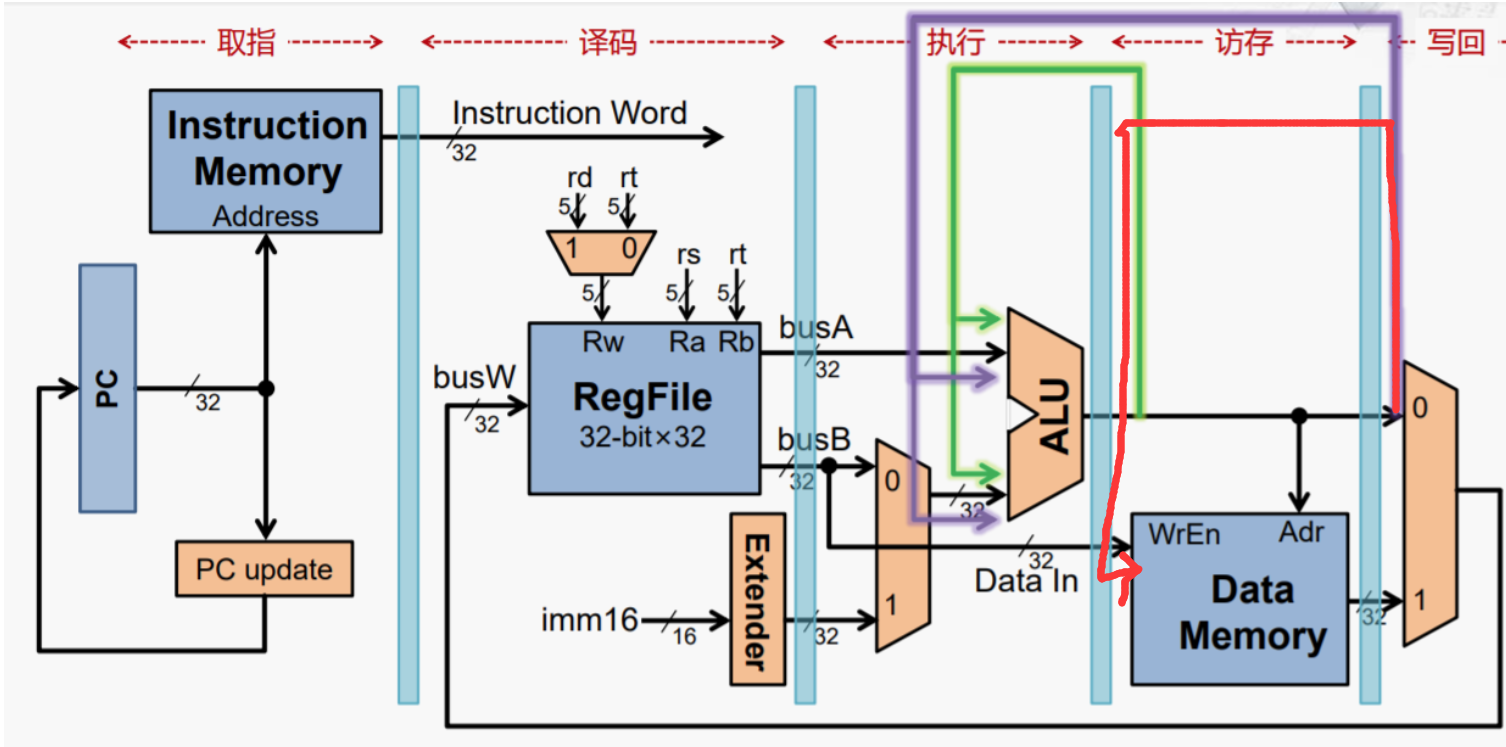 取指
译码
执行
访存
写回
Instruction
Memory
Address
Instruction Word
32
rd rt
5 5
1 0
rs rt
5 5 5
PC
32
busW
32
Rw Ra Rb
RegFile
32-bit×32
busA
32
busB
32
0
1
32
ALU
32
Data In
WrEn Adr
Data
Memory
0
1
32
PC update
imm16
16
Extender
32